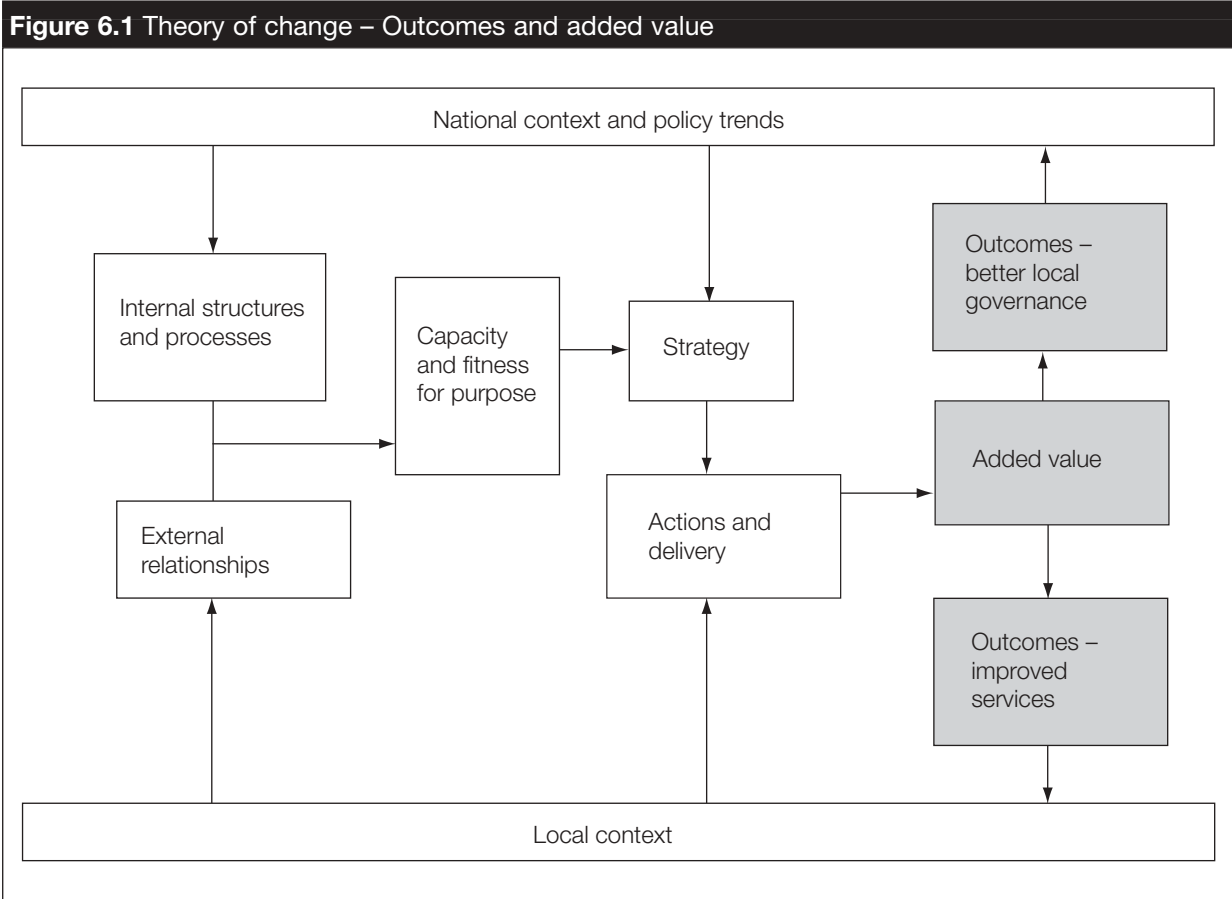 Figure 6.1 Theory of change – Outcomes and added value
National context and policy trends
Internal structures
and processes
Capacity
and fitness
for purpose
Strategy
Outcomes –
better local
governance
Added value
External
relationships
Actions and
delivery
Outcomes –
improved
services
Local context